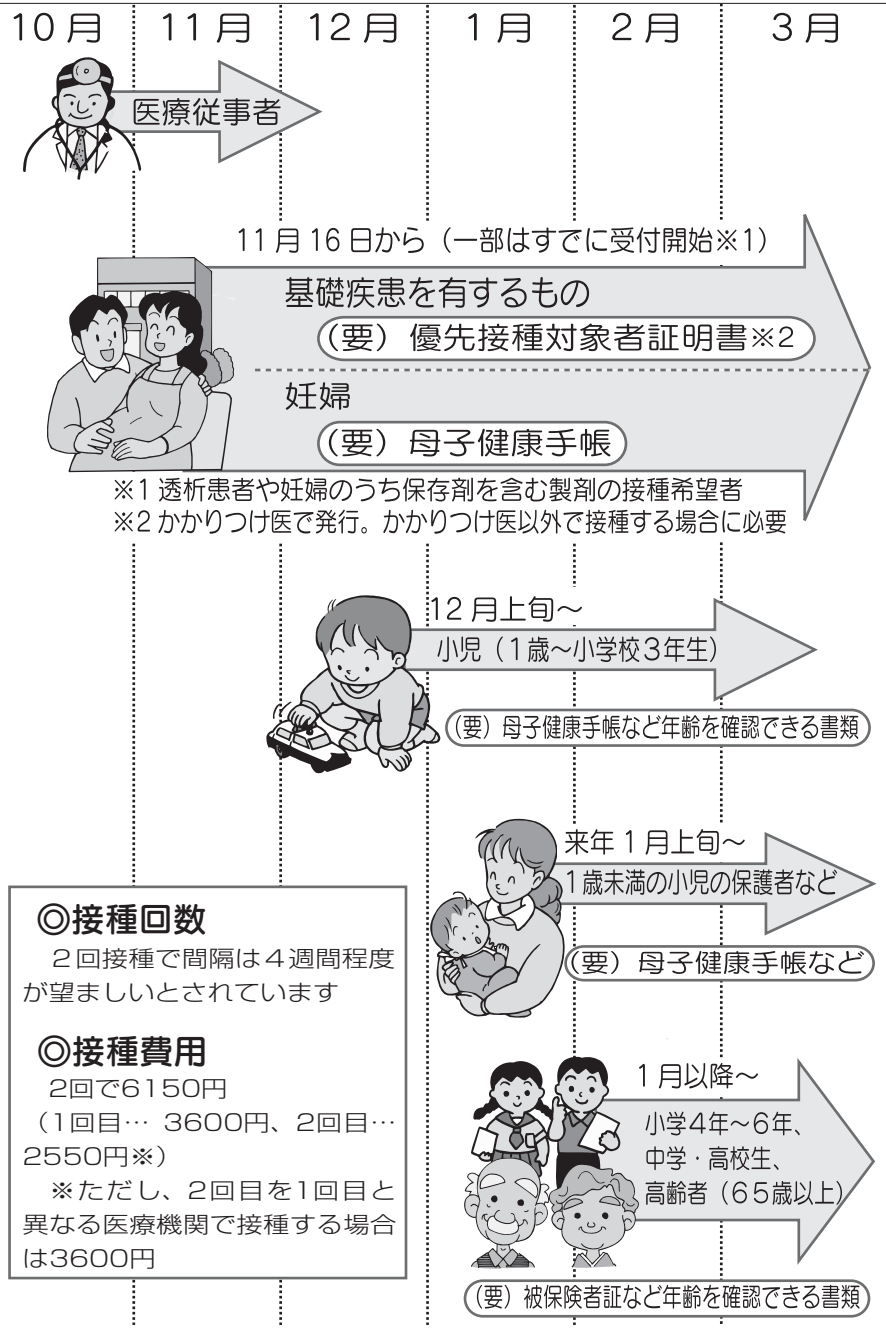 10月 11月 12月 1月 2月 3月
医療従事者
11月16日から（一部はすでに受付開始※1）
基礎疾患を有するもの
（要）優先接種対象者証明書※2
妊婦
（要）母子健康手帳
※1 透析患者や妊婦のうち保存剤を含む製剤の接種希望者
※2 かかりつけ医で発行。かかりつけ医以外で接種する場合に必要
12月上旬～
小児（1歳～小学校3年生）
（要）母子健康手帳など年齢を確認できる書類
来年1月上旬～
1歳未満の小児の保護者など
（要）母子健康手帳など
◎接種回数
２回接種で間隔は４週間程度
が望ましいとされています
◎接種費用
2回で6150円
（1回目… 3600円、2回目…
2550円※）
※ただし、2回目を1回目と
異なる医療機関で接種する場合
は3600円
1月以降～
小学4年～6年、
中学・高校生、
高齢者（65歳以上）
（要）被保険者証など年齢を確認できる書類